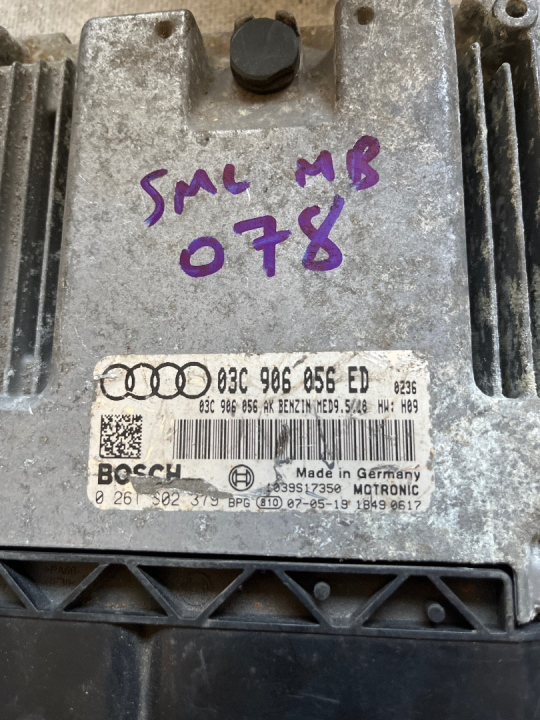 SML MB
078
03C 906 056 ED 0236
03C 906 056 AK BENZIN MED9.5.10 HW: H09
BOSCH
Made in Germany
1039S17350 MOTRONIC
0 261 S02 379 BPG 810 07-05-19 1849 0617